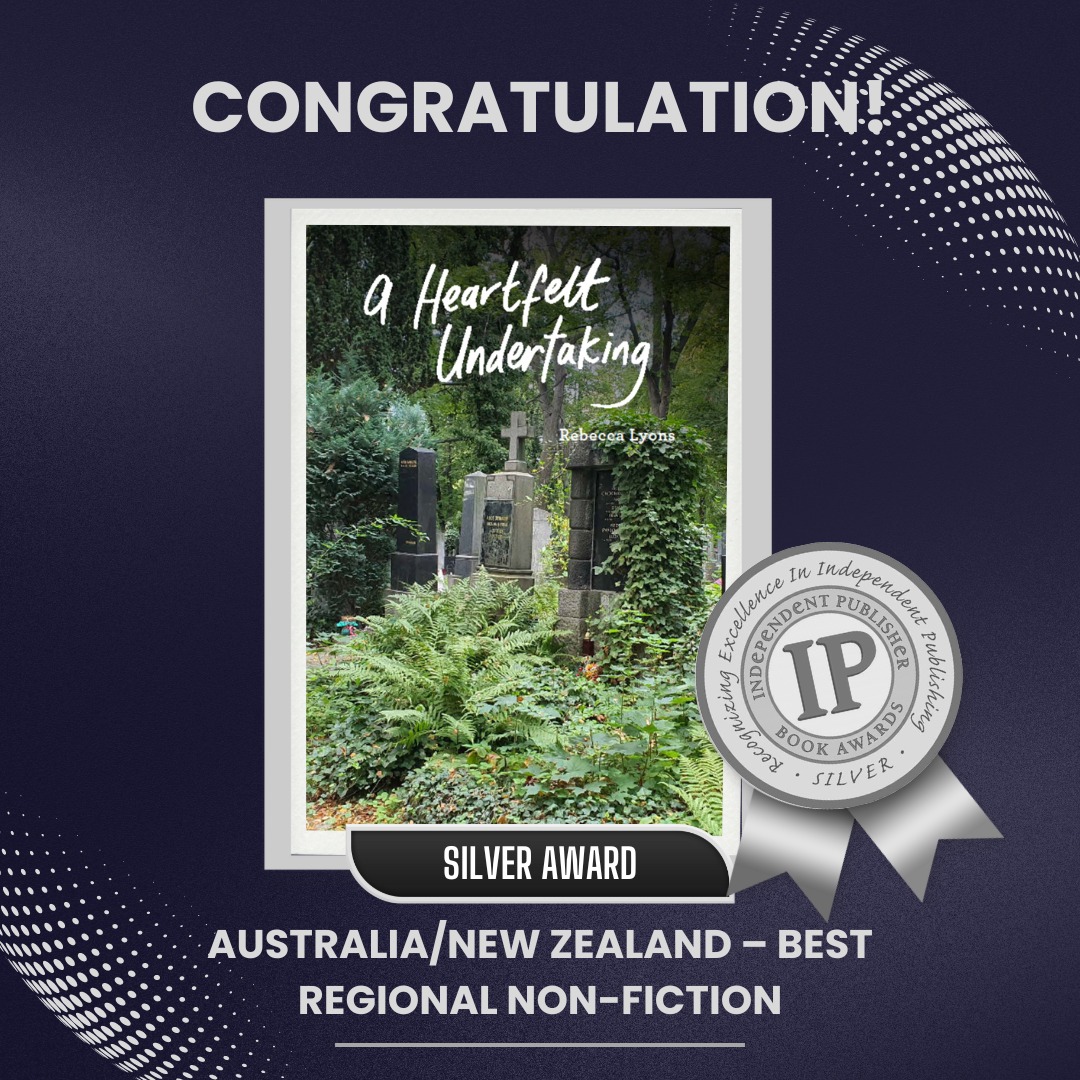 CONGRATULATION!
A Heartfelt
Undertaking
Rebecca Lyons
Recognizing Excellence In Independent Publishing
INDEPENDENT PUBLISHER
IP
BOOK AWARDS
• SILVER •
SILVER AWARD
AUSTRALIA/NEW ZEALAND – BEST
REGIONAL NON-FICTION